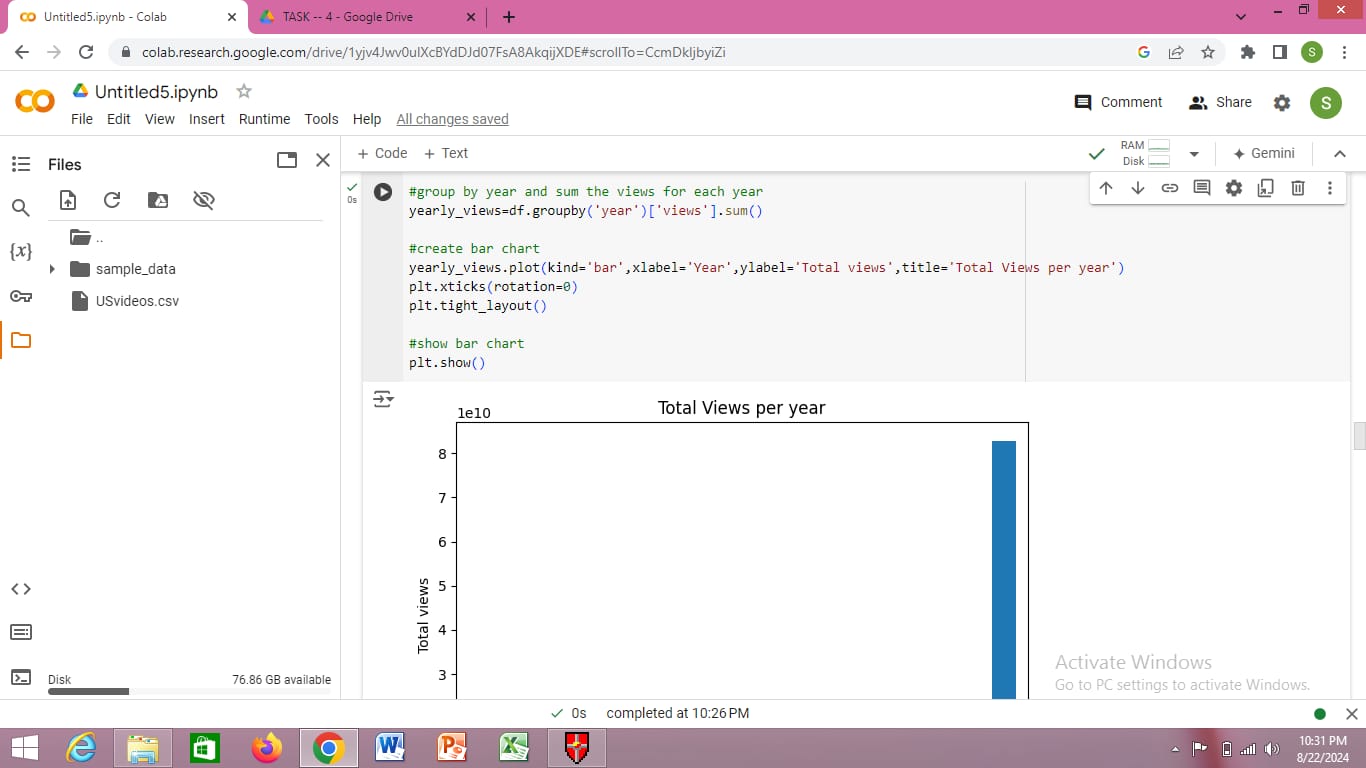 Untitled5.ipynb - Colab
TASK -- 4 - Google Drive
colab.research.google.com/drive/1yjv4Jwv0ulXcBYdDJd07FsA8AkqijXDE#scrollTo=CcmDkIjbyiZi
S
Untitled5.ipynb
Comment
Share
S
File Edit View Insert Runtime Tools Help All changes saved
Files
+ Code + Text
RAM
Disk
Gemini
..
sample_data
USvideos.csv
{x}
0s
#group by year and sum the views for each year
yearly_views=df.groupby('year')['views'].sum()
#create bar chart
yearly_views.plot(kind='bar',xlabel='Year',ylabel='Total views',title='Total Views per year')
plt.xticks(rotation=0)
plt.tight_layout()
#show bar chart
plt.show()
Total Views per year
1e10
8
7
6
5
4
3
Total views
Activate Windows
Go to PC settings to activate Windows.
Disk 76.86 GB available
0s completed at 10:26 PM
10:31 PM
8/22/2024